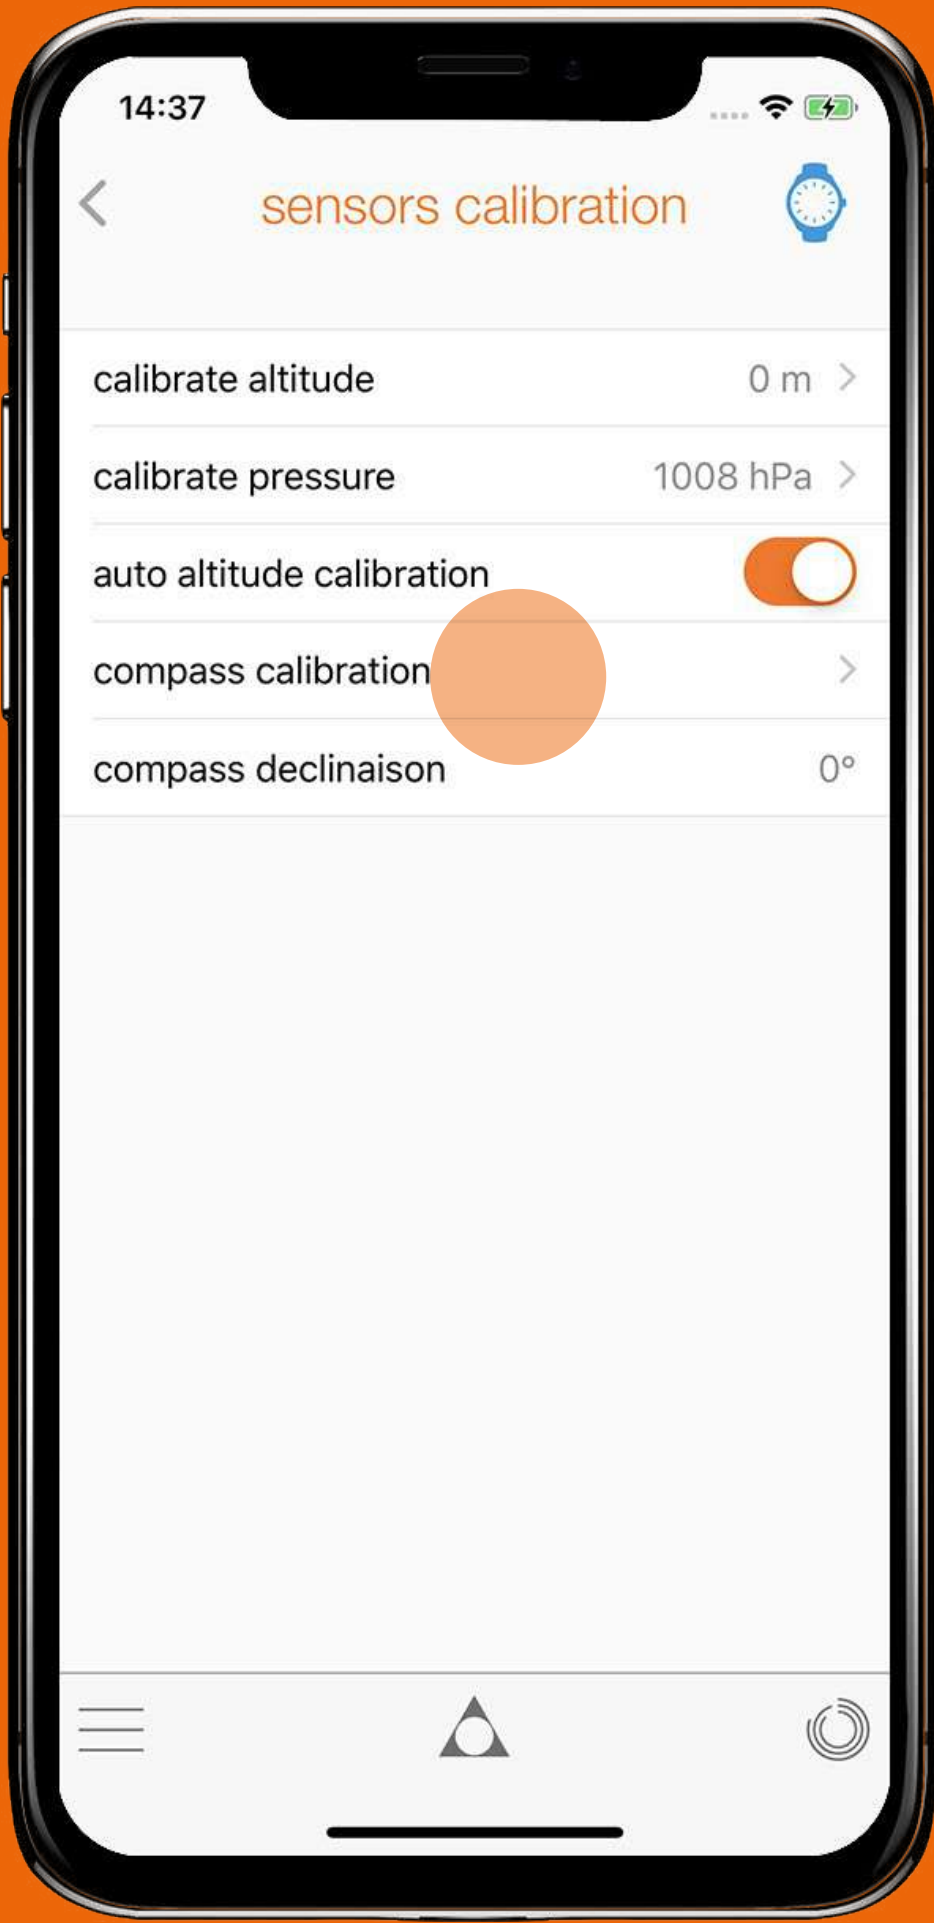 14:37
sensors calibration
calibrate altitude 0 m
calibrate pressure 1008 hPa
auto altitude calibration
compass calibration
compass declinaison 0°